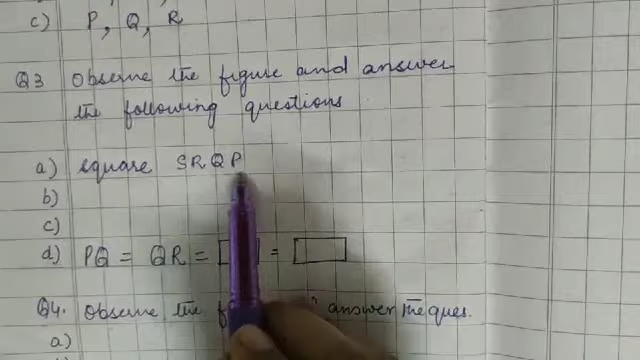 c) P, Q, R
Q3 Observe the figure and answer
the following questions
a) square SRQP
b)
c)
d) PQ = QR = =
Q4. Observe the answer the ques.
a)